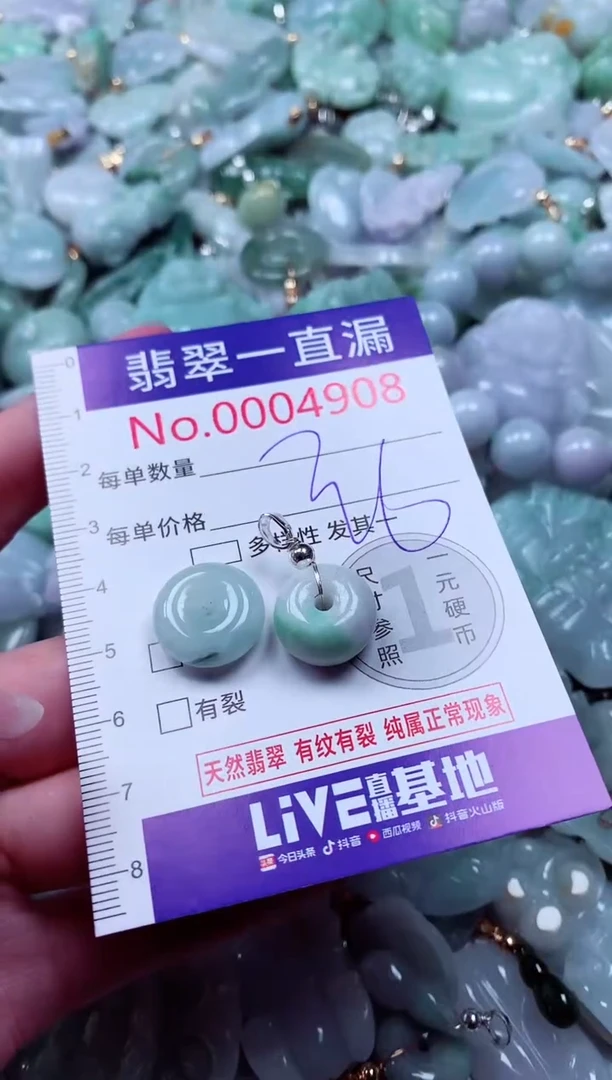 翡翠一直漏
No.0004908
0
1
2
3
4
5
6
7
8
每单数量
每单价格
36
性 发其一
尺寸参照
1
一元硬币
有裂
天然翡翠 有纹有裂 纯属正常现象
LiVE直播基地
今日头条 抖音 西瓜视频 抖音火山版